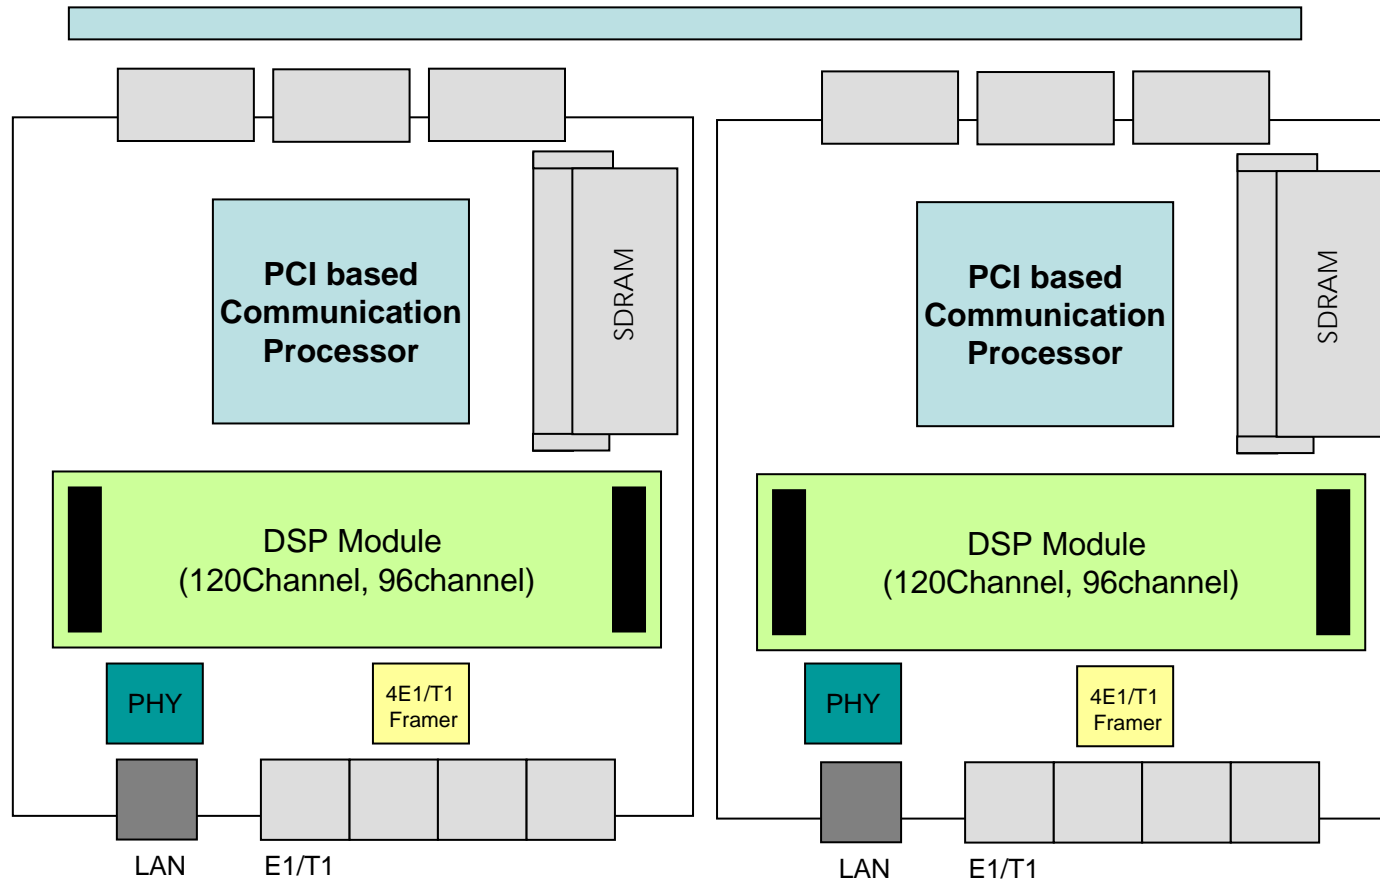 PCI based
Communication
Processor
SDRAM
DSP Module
(120Channel, 96channel)
PHY
4E1/T1
Framer
LAN
E1/T1
PCI based
Communication
Processor
SDRAM
DSP Module
(120Channel, 96channel)
PHY
4E1/T1
Framer
LAN
E1/T1